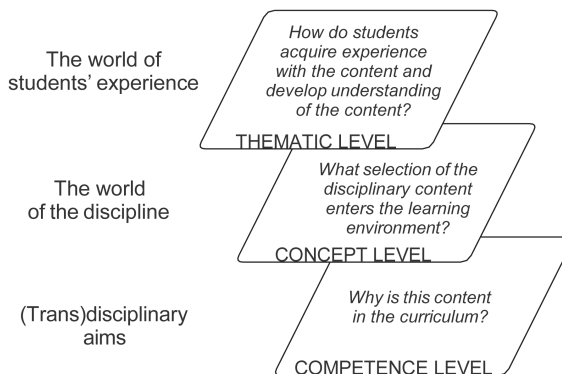 The world of
students’ experience
How do students
acquire experience
with the content and
develop understanding
of the content?
THEMATIC LEVEL
The world
of the discipline
What selection of the
disciplinary content
enters the learning
environment?
CONCEPT LEVEL
(Trans)disciplinary
aims
Why is this content
in the curriculum?
COMPETENCE LEVEL